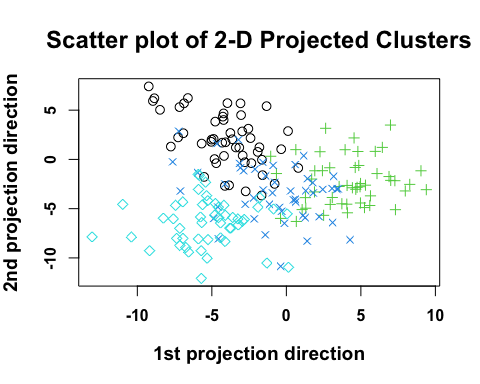 Scatter plot of 2-D Projected Clusters
2nd projection direction
5
0
-5
-10
-10 -5 0 5 10
1st projection direction